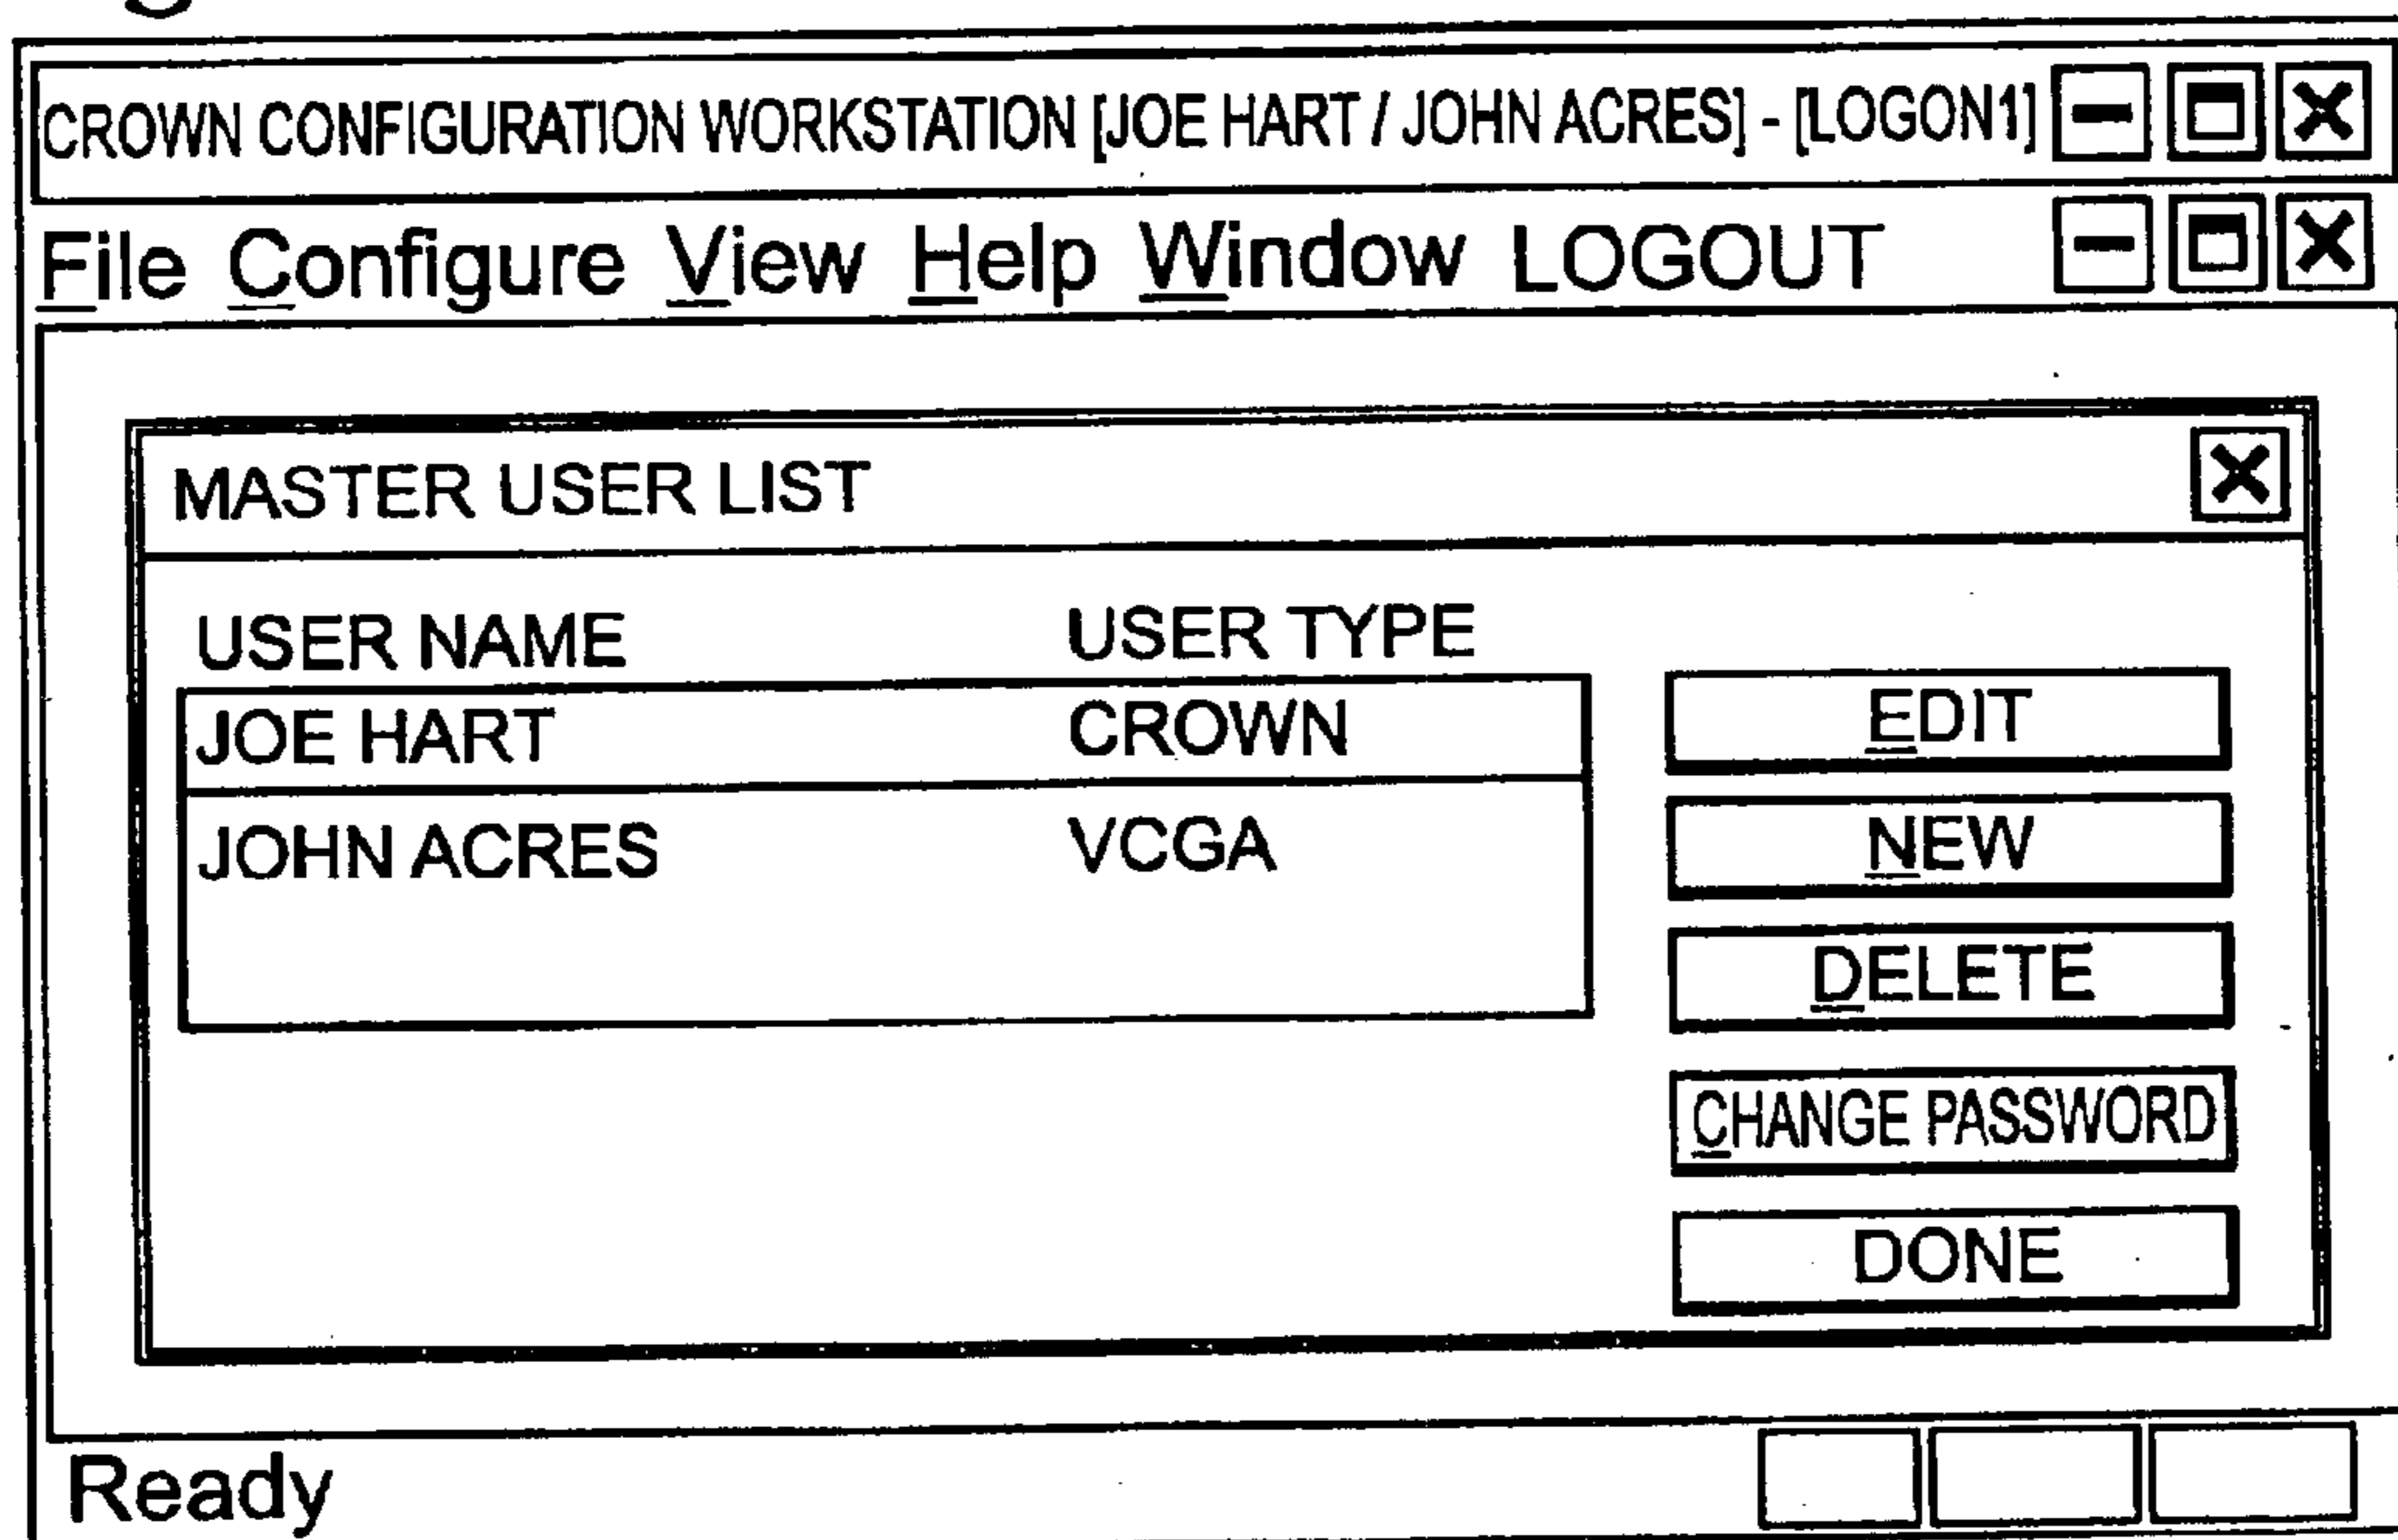 CROWN CONFIGURATION WORKSTATION [JOE HART / JOHN ACRES] - [LOGON1]
File Configure View Help Window LOGOUT
MASTER USER LIST
USER NAME USER TYPE
JOE HART CROWN
JOHN ACRES VCGA
EDIT
NEW
DELETE
CHANGE PASSWORD
DONE
Ready